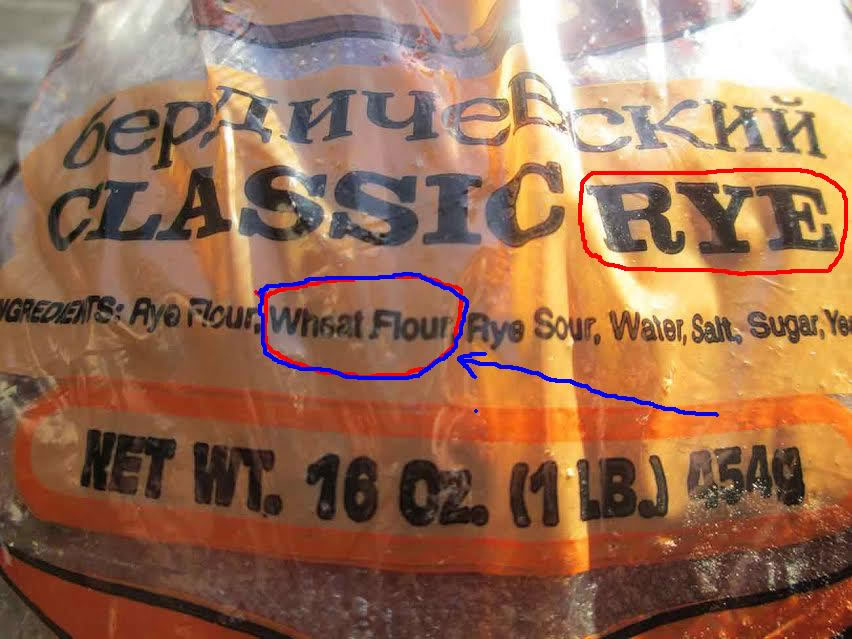 бердичевский
CLASSIC RYE
INGREDIENTS: Rye Flour, Wheat Flour, Rye Sour, Water, Salt, Sugar, Yea
NET WT. 16 OZ. (1 LB.) 454g